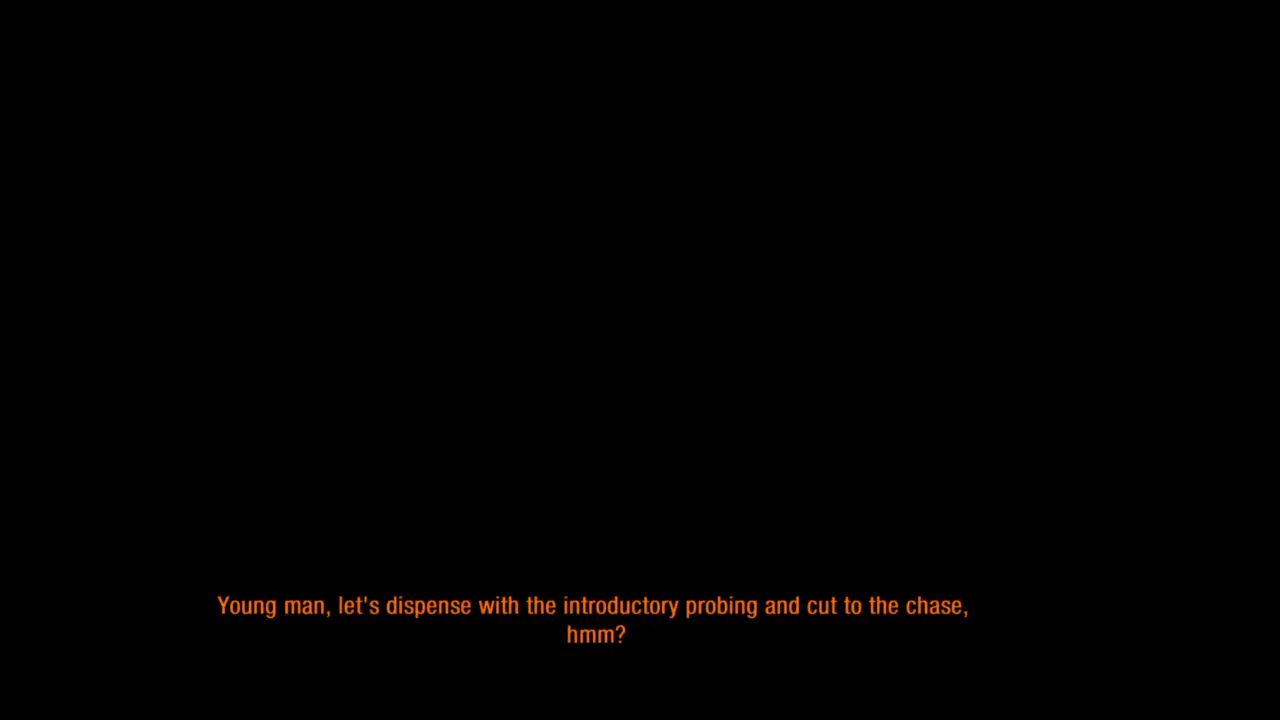 Young man, let's dispense with the introductory probing and cut to the chase,
hmm?